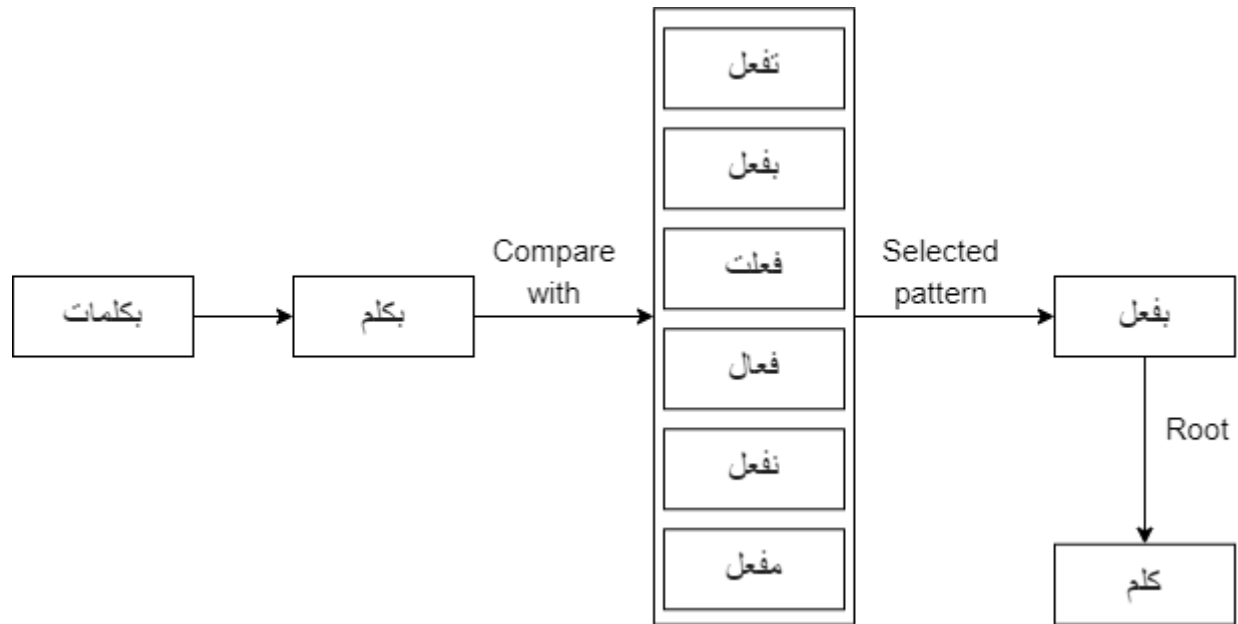 بكلمات
بكلم
Compare
with
تفعل
بفعل
فعلت
فعال
نفعل
مفعل
Selected
pattern
بفعل
Root
كلم